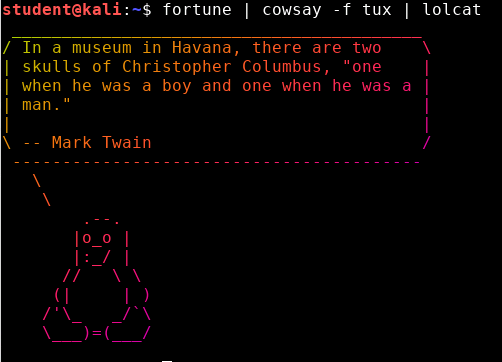 student@kali:~$ fortune | cowsay -f tux | lolcat
 _________________________________________
/ In a museum in Havana, there are two    \
| skulls of Christopher Columbus, "one    |
| when he was a boy and one when he was a |
| man."                                   |
|                                         |
\ -- Mark Twain                           /
 -----------------------------------------
   \
    \
        .--.
       |o_o |
       |:_/ |
      //   \ \
     (|     | )
    /'\_   _/`\
    \___)=(___/